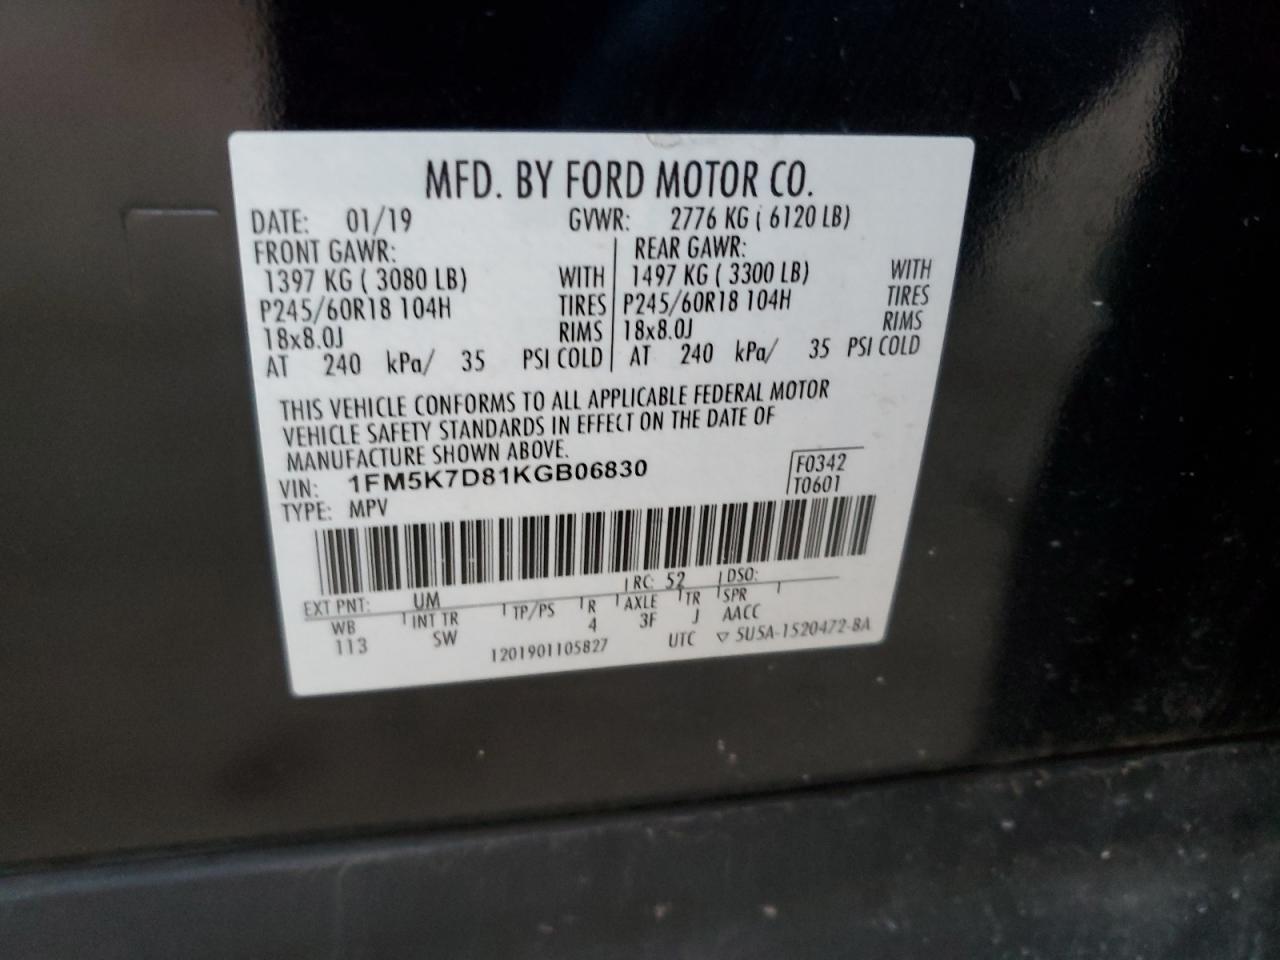 MFD. BY FORD MOTOR CO.
DATE: 01/19 GVWR: 2776 KG ( 6120 LB)
FRONT GAWR: REAR GAWR:
1397 KG ( 3080 LB) WITH 1497 KG ( 3300 LB) WITH
P245/60R18 104H TIRES P245/60R18 104H TIRES
18x8.0J RIMS 18x8.0J RIMS
AT 240 kPa/ 35 PSI COLD AT 240 kPa/ 35 PSI COLD
THIS VEHICLE CONFORMS TO ALL APPLICABLE FEDERAL MOTOR
VEHICLE SAFETY STANDARDS IN EFFECT ON THE DATE OF
MANUFACTURE SHOWN ABOVE.
VIN: 1FM5K7D81KGB06830 F0342
TYPE: MPV T0601
EXT PNT: UM RC: 52 DSO:
WB INT TR TP/PS R AXLE TR SPR
113 SW 4 3F J AACC
1201901105827 UTC ▽ 5U5A-1520472-BA